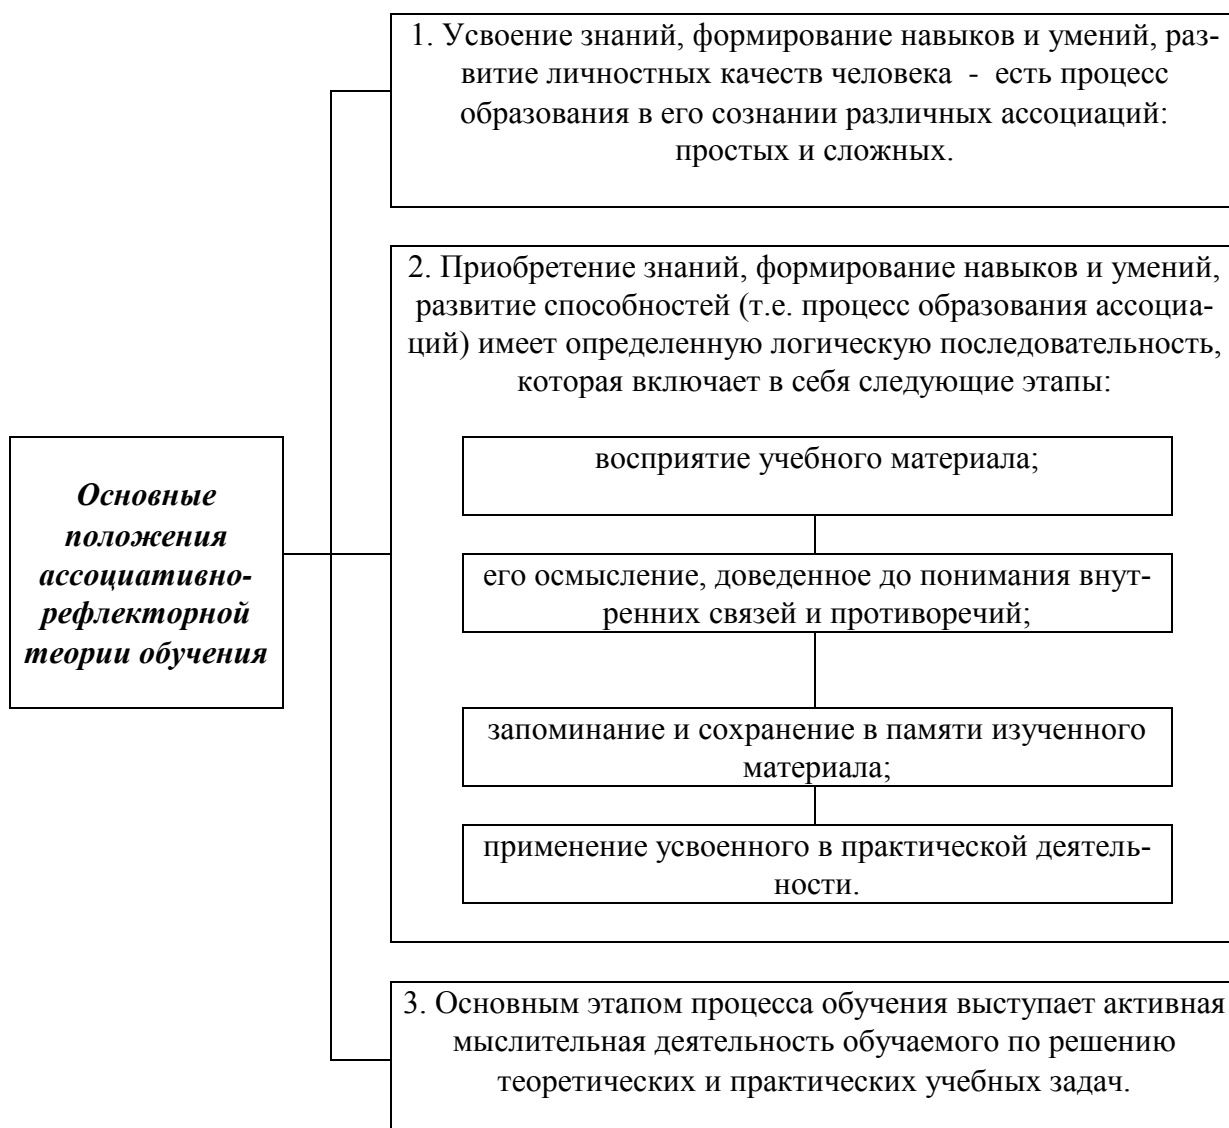 1. Усвоение знаний, формирование навыков и умений, раз-
витие личностных качеств человека  -  есть процесс
образования в его сознании различных ассоциаций:
простых и сложных.
2. Приобретение знаний, формирование навыков и умений,
развитие способностей (т.е. процесс образования ассоциа-
ций) имеет определенную логическую последовательность,
которая включает в себя следующие этапы:
восприятие учебного материала;
Основные
положения
ассоциативно-
рефлекторной
теории обучения
его осмысление, доведенное до понимания внут-
ренних связей и противоречий;
запоминание и сохранение в памяти изученного
материала;
применение усвоенного в практической деятель-
ности.
3. Основным этапом процесса обучения выступает активная
мыслительная деятельность обучаемого по решению
теоретических и практических учебных задач.